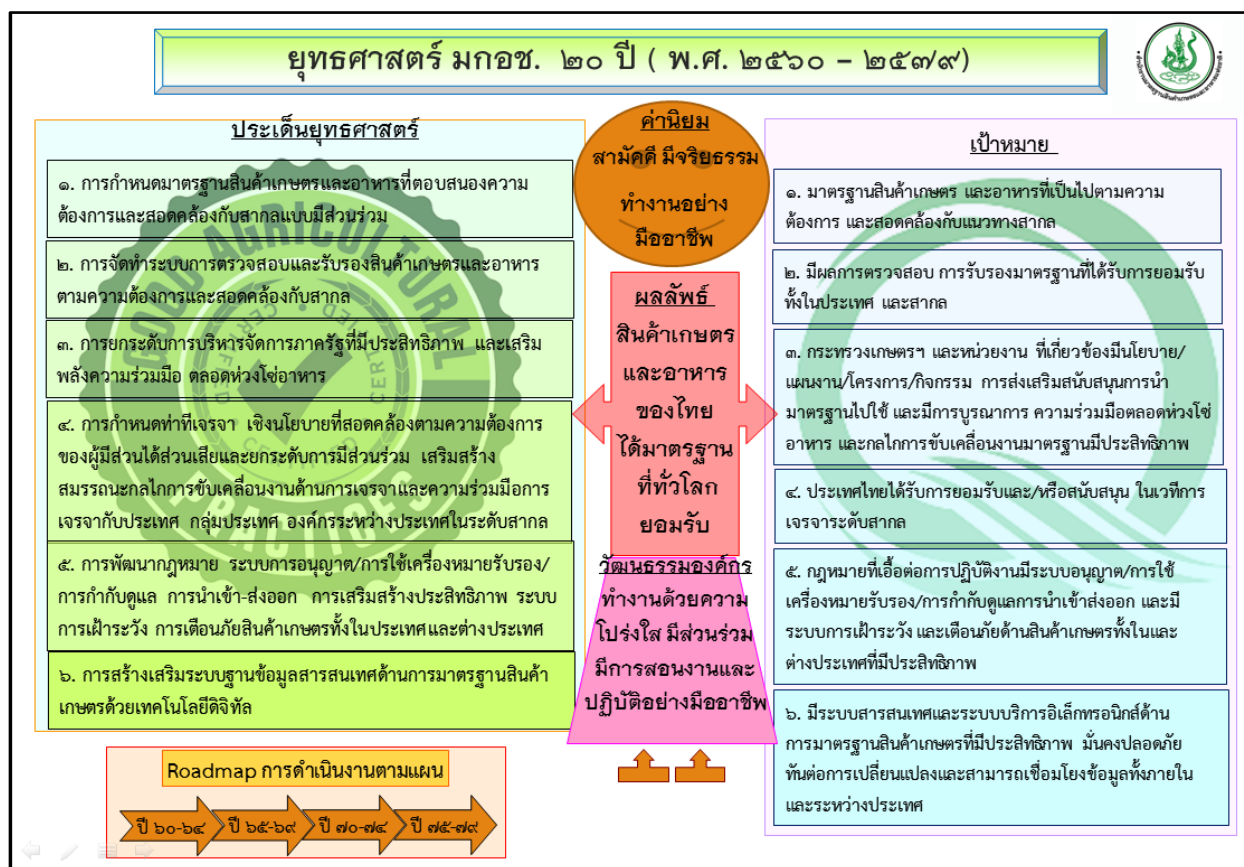 ยุทธศาสตร์ มกอช. ๒๐ ปี ( พ.ศ. ๒๕๖๐ – ๒๕๗๙)
ประเด็นยุทธศาสตร์
๑. การกำหนดมาตรฐานสินค้าเกษตรและอาหารที่ตอบสนองความ
ต้องการและสอดคล้องกับสากลแบบมีส่วนร่วม
๒. การจัดทำระบบการตรวจสอบและรับรองสินค้าเกษตรและอาหาร
ตามความต้องการและสอดคล้องกับสากล
๓. การยกระดับการบริหารจัดการภาครัฐที่มีประสิทธิภาพ และเสริม
พลังความร่วมมือ ตลอดห่วงโซ่อาหาร
๔. การกำหนดท่าทีเจรจา เชิงนโยบายที่สอดคล้องตามความต้องการ
ของผู้มีส่วนได้ส่วนเสียและยกระดับการมีส่วนร่วม เสริมสร้าง
สมรรถนะกลไกการขับเคลื่อนงานด้านการเจรจาและความร่วมมือการ
เจรจากับประเทศ กลุ่มประเทศ องค์กรระหว่างประเทศในระดับสากล
๕. การพัฒนากฎหมาย ระบบการอนุญาต/การใช้เครื่องหมายรับรอง/
การกำกับดูแล การนำเข้า-ส่งออก การเสริมสร้างประสิทธิภาพ ระบบ
การเฝ้าระวัง การเตือนภัยสินค้าเกษตรทั้งในประเทศและต่างประเทศ
๖. การสร้างเสริมระบบฐานข้อมูลสารสนเทศด้านการมาตรฐานสินค้า
เกษตรด้วยเทคโนโลยีดิจิทัล
GOOD AGRICULTURAL
PRACTICES
CERTIFIED
ค่านิยม
สามัคคี มีจริยธรรม
ทำงานอย่าง
มืออาชีพ
ผลลัพธ์
สินค้าเกษตร
และอาหาร
ของไทย
ได้มาตรฐาน
ที่ทั่วโลก
ยอมรับ
วัฒนธรรมองค์กร
ทำงานด้วยความ
โปร่งใส มีส่วนร่วม
มีการสอนงานและ
ปฏิบัติอย่างมืออาชีพ
เป้าหมาย
๑. มาตรฐานสินค้าเกษตร และอาหารที่เป็นไปตามความ
ต้องการ และสอดคล้องกับแนวทางสากล
๒. มีผลการตรวจสอบ การรับรองมาตรฐานที่ได้รับการยอมรับ
ทั้งในประเทศ และสากล
๓. กระทรวงเกษตรฯ และหน่วยงาน ที่เกี่ยวข้องมีนโยบาย/
แผนงาน/โครงการ/กิจกรรม การส่งเสริมสนับสนุนการนำ
มาตรฐานไปใช้ และมีการบูรณาการ ความร่วมมือตลอดห่วงโซ่
อาหาร และกลไกการขับเคลื่อนงานมาตรฐานมีประสิทธิภาพ
๔. ประเทศไทยได้รับการยอมรับและ/หรือสนับสนุน ในเวทีการ
เจรจาระดับสากล
๕. กฎหมายที่เอื้อต่อการปฏิบัติงานมีระบบอนุญาต/การใช้
เครื่องหมายรับรอง/การกำกับดูแลการนำเข้าส่งออก และมี
ระบบการเฝ้าระวัง และเตือนภัยด้านสินค้าเกษตรทั้งในและ
ต่างประเทศที่มีประสิทธิภาพ
๖. มีระบบสารสนเทศและระบบบริการอิเล็กทรอนิกส์ด้าน
การมาตรฐานสินค้าเกษตรที่มีประสิทธิภาพ มั่นคงปลอดภัย
ทันต่อการเปลี่ยนแปลงและสามารถเชื่อมโยงข้อมูลทั้งภายใน
และระหว่างประเทศ
Roadmap การดำเนินงานตามแผน
ปี ๖๐-๖๔
ปี ๖๕-๖๙
ปี ๗๐-๗๔
ปี ๗๕-๗๙